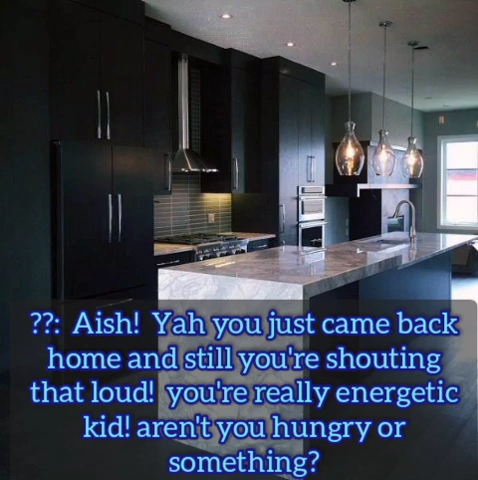 ??:  Aish!  Yah you just came back
home and still you're shouting
that loud!  you're really energetic
kid! aren't you hungry or
something?